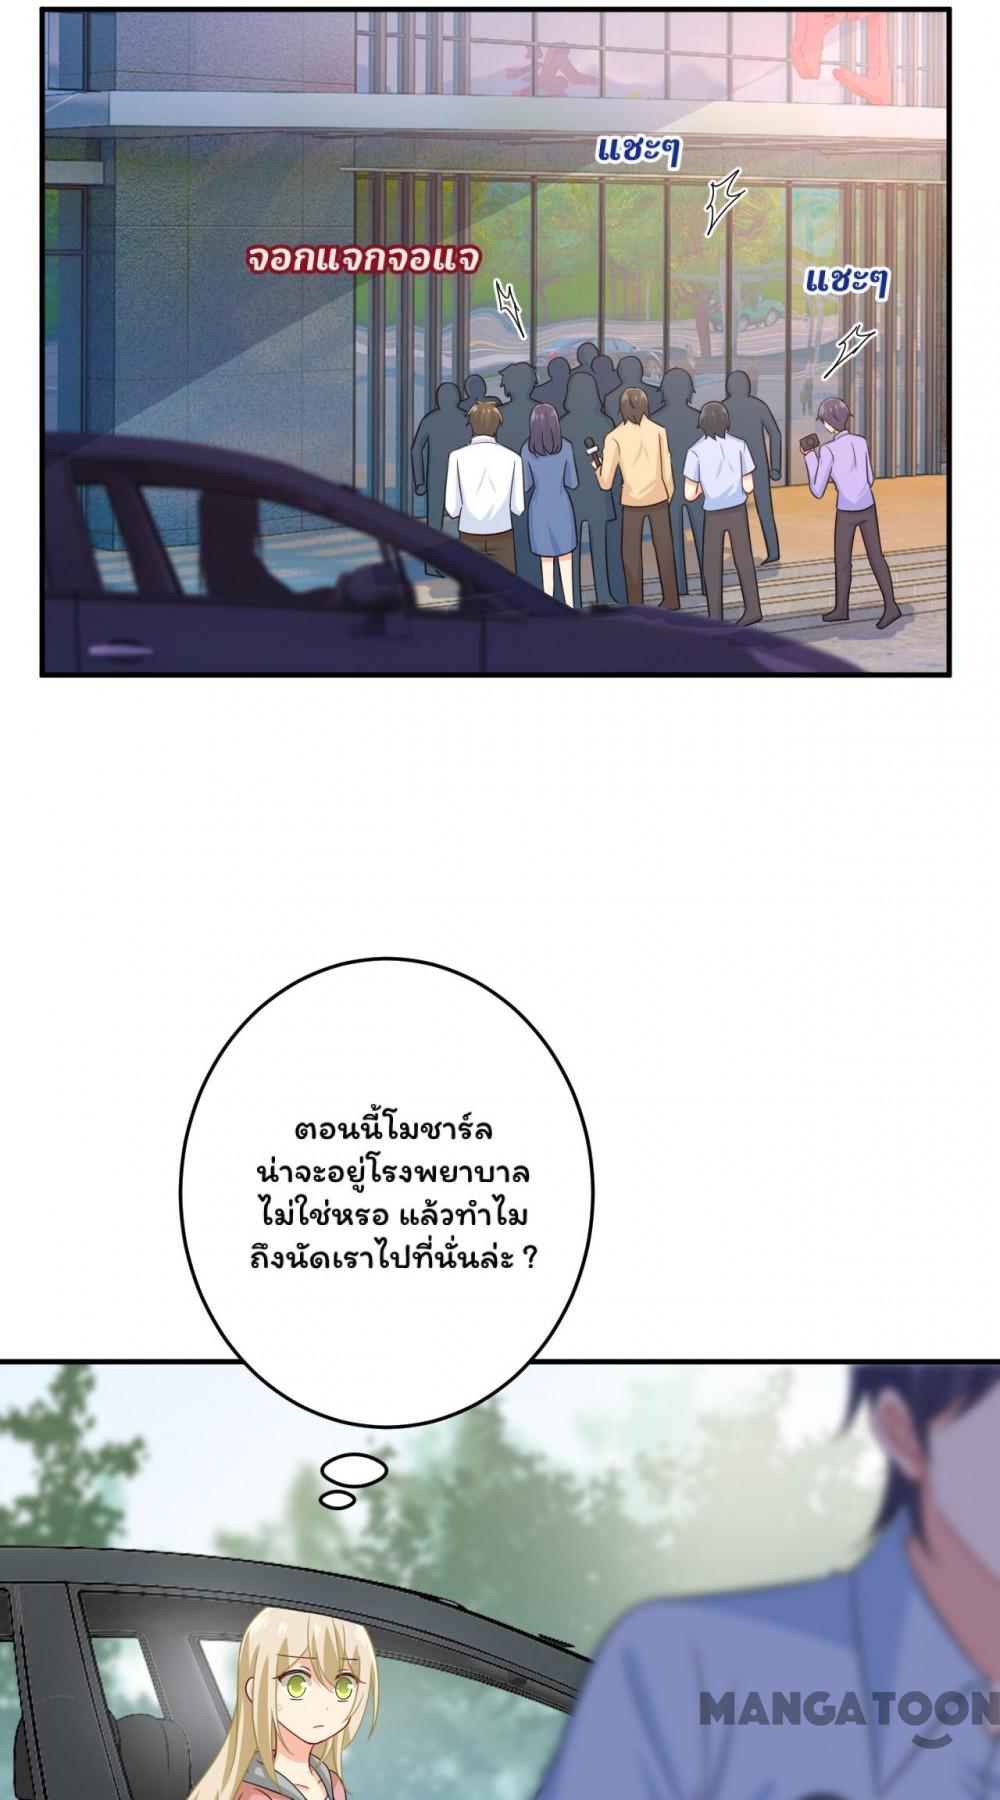 แชะๆ
จอกแจกจอแจ
แชะๆ
ตอนนี้โมชาร์ล
น่าจะอยู่โรงพยาบาล
ไม่ใช่หรอ แล้วทำไม
ถึงนัดเราไปที่นั่นล่ะ ?
MANGATOON